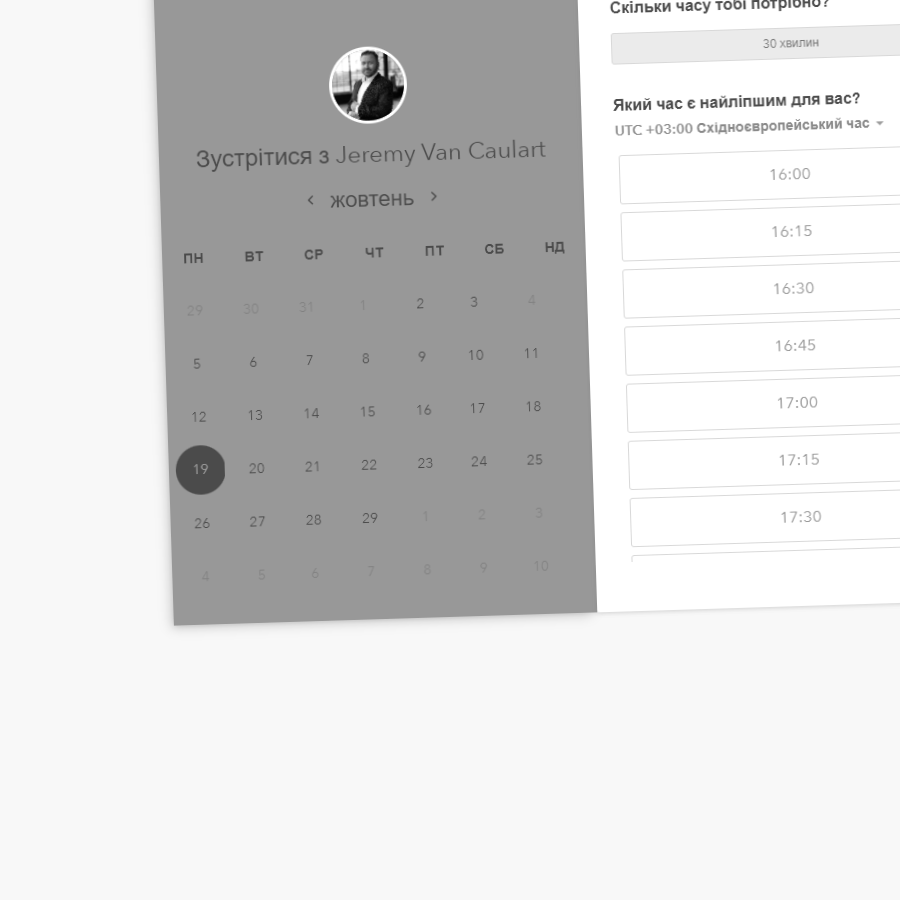 Зустрітися з Jeremy Van Caulart
жовтень
ПН ВТ СР ЧТ ПТ СБ НД
29 30 31 1 2 3 4
5 6 7 8 9 10 11
12 13 14 15 16 17 18
19 20 21 22 23 24 25
26 27 28 29 1 2 3
4 5 6 7 8 9 10
Скільки часу тобі потрібно?
30 хвилин
Який час є найліпшим для вас?
UTC +03:00 Східноєвропейський час
16:00
16:15
16:30
16:45
17:00
17:15
17:30